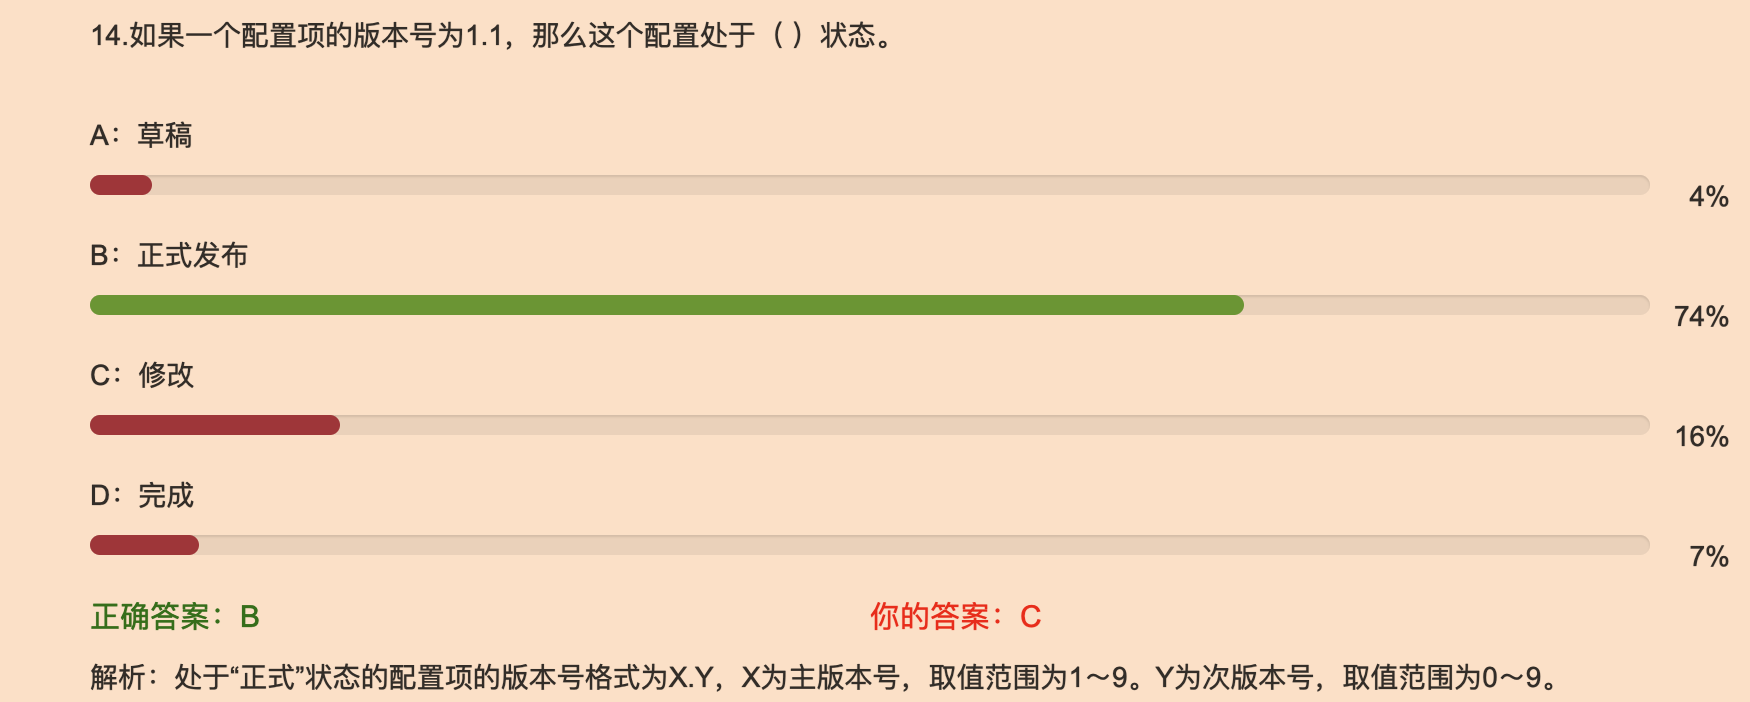 14.如果一个配置项的版本号为1.1，那么这个配置处于（ ）状态。
A：草稿
4%
B：正式发布
74%
C：修改
16%
D：完成
7%
正确答案：B
你的答案：C
解析：处于“正式”状态的配置项的版本号格式为X.Y，X为主版本号，取值范围为1～9。Y为次版本号，取值范围为0～9。